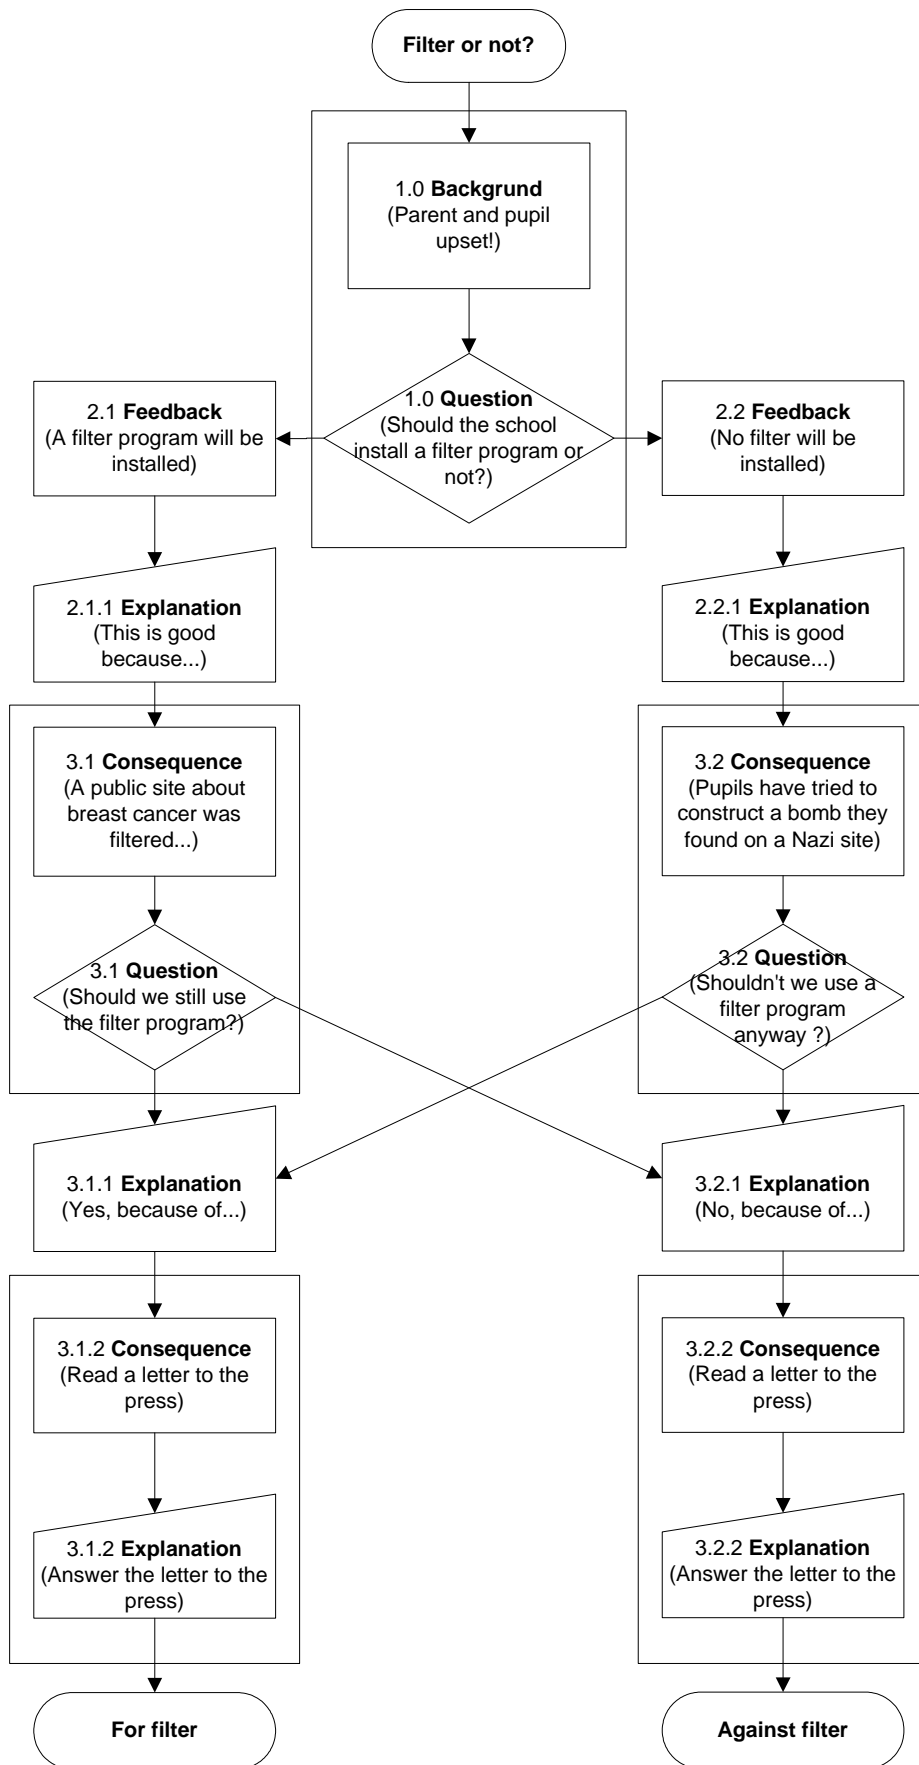 Filter or not?
1.0 Backgrund
(Parent and pupil
upset!)
1.0 Question
(Should the school
install a filter program or
not?)
2.1 Feedback
(A filter program will be
installed)
2.2 Feedback
(No filter will be
installed)
2.1.1 Explanation
(This is good
because...)
2.2.1 Explanation
(This is good
because...)
3.1 Consequence
(A public site about
breast cancer was
filtered...)
3.2 Consequence
(Pupils have tried to
construct a bomb they
found on a Nazi site)
3.1 Question
(Should we still use
the filter program?)
3.2 Question
(Shouldn't we use a
filter program
anyway ?)
3.1.1 Explanation
(Yes, because of...)
3.2.1 Explanation
(No, because of...)
3.1.2 Consequence
(Read a letter to the
press)
3.2.2 Consequence
(Read a letter to the
press)
3.1.2 Explanation
(Answer the letter to the
press)
3.2.2 Explanation
(Answer the letter to the
press)
For filter
Against filter